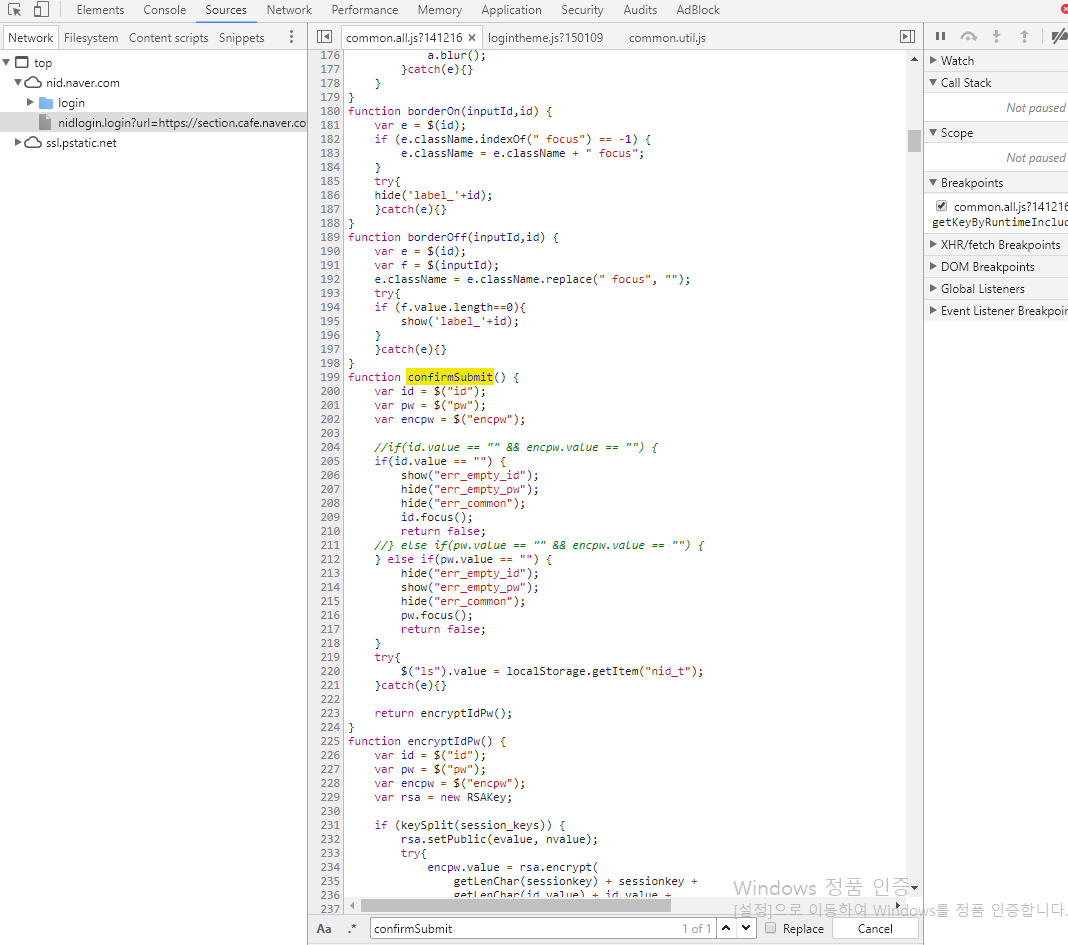 Elements Console Sources Network Performance Memory Application Security Audits AdBlock
Network Filesystem Content scripts Snippets
common.all.js?141216 × logintheme.js?150109 common.util.js
top
nid.naver.com
login
nidlogin.login?url=https://section.cafe.naver.co
ssl.pstatic.net
176 a.blur();
177 }catch(e){}
178 }
179 }
180 function borderOn(inputId,id) {
181 var e = $(id);
182 if (e.className.indexOf(" focus") == -1) {
183 e.className = e.className + " focus";
184 }
185 try{
186 hide('label_'+id);
187 }catch(e){}
188 }
189 function borderOff(inputId,id) {
190 var e = $(id);
191 var f = $(inputId);
192 e.className = e.className.replace(" focus", "");
193 try{
194 if (f.value.length==0){
195 show('label_'+id);
196 }
197 }catch(e){}
198 }
199 function confirmSubmit() {
200 var id = $("id");
201 var pw = $("pw");
202 var encpw = $("encpw");
203
204 //if(id.value == "" && encpw.value == "") {
205 if(id.value == "") {
206 show("err_empty_id");
207 hide("err_empty_pw");
208 hide("err_common");
209 id.focus();
210 return false;
211 //} else if(pw.value == "" && encpw.value == "") {
212 } else if(pw.value == "") {
213 hide("err_empty_id");
214 show("err_empty_pw");
215 hide("err_common");
216 pw.focus();
217 return false;
218 }
219 try{
220 $("ls").value = localStorage.getItem("nid_t");
221 }catch(e){}
222
223 return encryptIdPw();
224 }
225 function encryptIdPw() {
226 var id = $("id");
227 var pw = $("pw");
228 var encpw = $("encpw");
229 var rsa = new RSAKey;
230
231 if (keySplit(session_keys)) {
232 rsa.setPublic(evalue, nvalue);
233 try{
234 encpw.value = rsa.encrypt(
235 getLenChar(sessionkey) + sessionkey +
236 getLenChar(id.value) + id.value +
237
Aa .* confirmSubmit 1 of 1 Replace Cancel
Watch
Call Stack
Not paused
Scope
Not paused
Breakpoints
common.all.js?141216
getKeyByRuntimeInclud
XHR/fetch Breakpoints
DOM Breakpoints
Global Listeners
Event Listener Breakpoin
Windows 정품 인증
[설정]으로 이동하여 Windows를 정품 인증합니다.